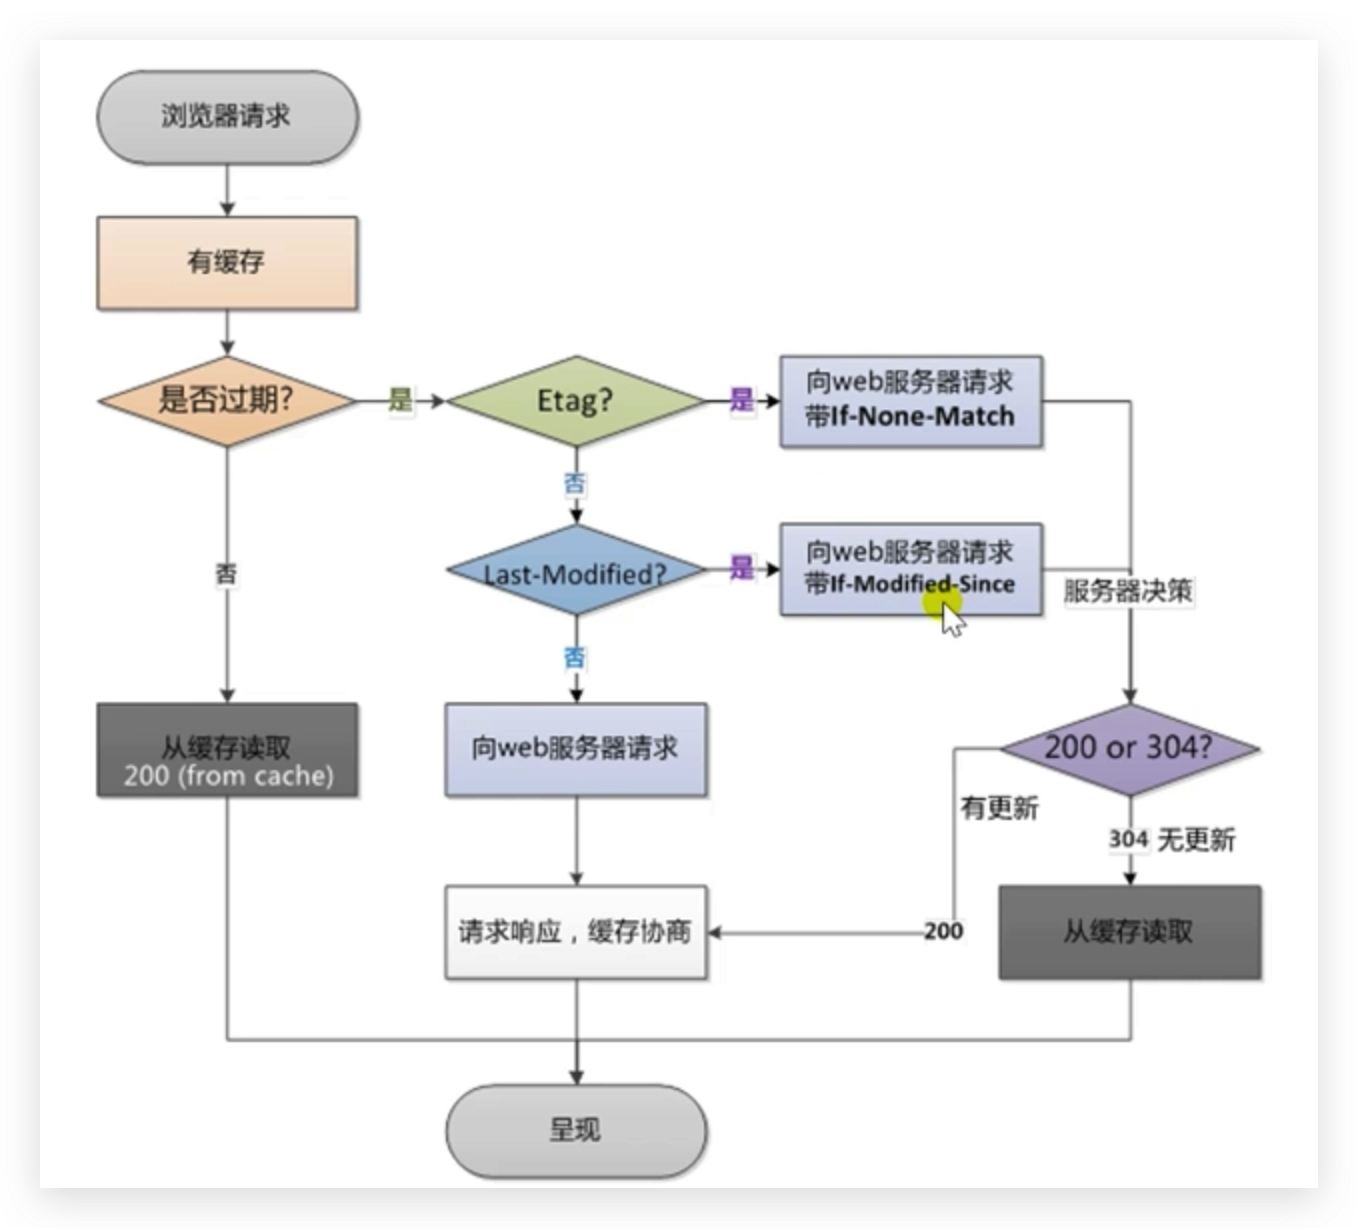 浏览器请求
有缓存
是否过期?
是
Etag?
是
向web服务器请求
带If-None-Match
否
否
Last-Modified?
是
向web服务器请求
带If-Modified-Since
服务器决策
否
从缓存读取
200 (from cache)
向web服务器请求
200 or 304?
有更新
304 无更新
请求响应，缓存协商
200
从缓存读取
呈现